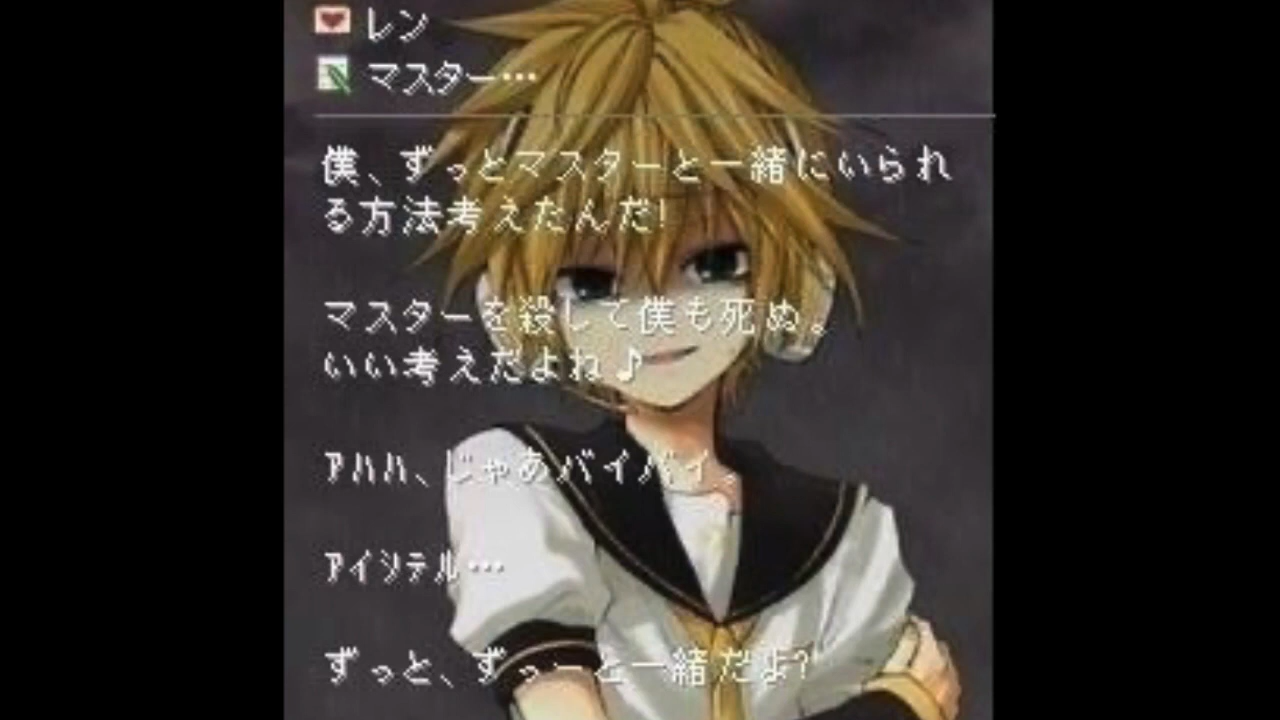 レン
マスター…
僕、ずっとマスターと一緒にいられ
る方法考えたんだ!
マスターを殺して僕も死ぬ。
いい考えだよね♪
ｱﾊﾊ、じゃあバイバイ。
ｱｲｼﾃﾙ…
ずっと、ずぅーと一緒だよ?